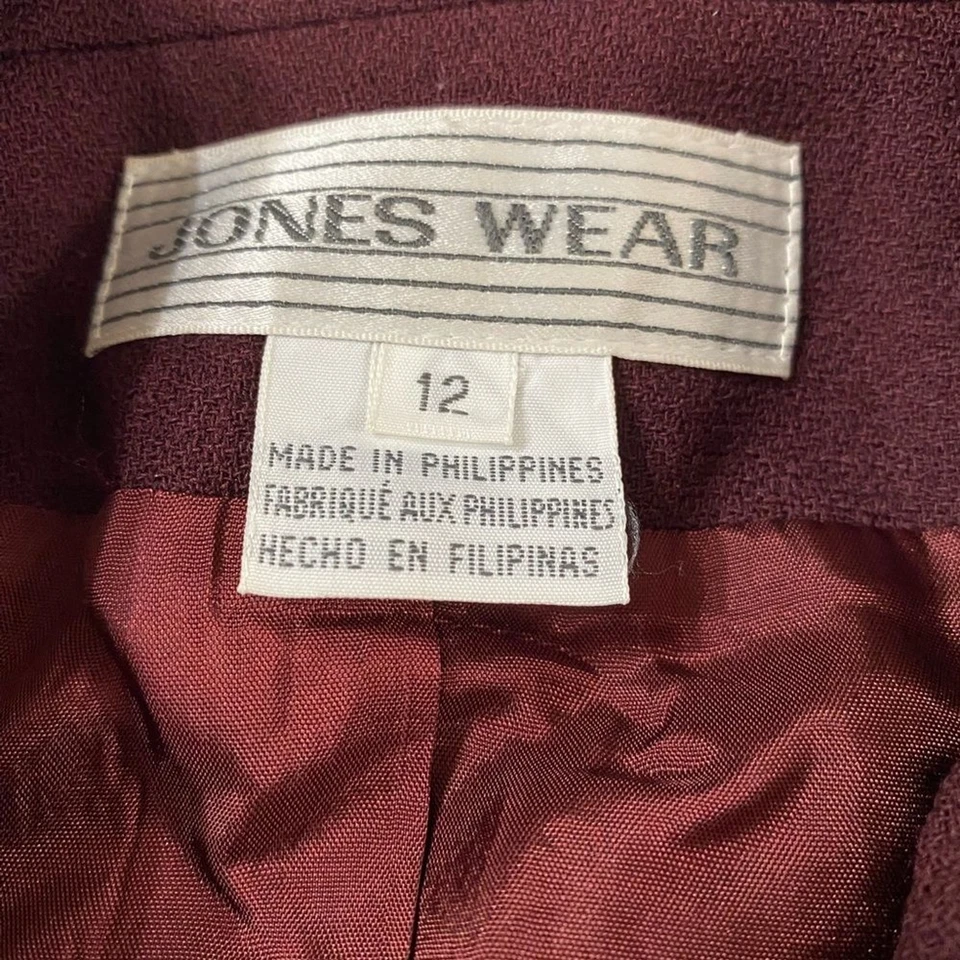 JONES WEAR
12
MADE IN PHILIPPINES
FABRIQUÉ AUX PHILIPPINES
HECHO EN FILIPINAS